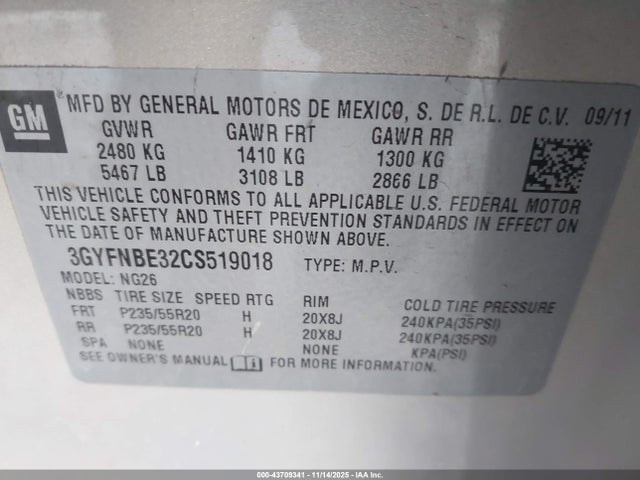 GM ® MFD BY GENERAL MOTORS DE MEXICO, S. DE R.L. DE C.V. 09/11
GVWR GAWR FRT GAWR RR
2480 KG 1410 KG 1300 KG
5467 LB 3108 LB 2866 LB
THIS VEHICLE CONFORMS TO ALL APPLICABLE U.S. FEDERAL MOTOR
VEHICLE SAFETY AND THEFT PREVENTION STANDARDS IN EFFECT ON
THE DATE OF MANUFACTURE SHOWN ABOVE.
3GYFNBE32CS519018 TYPE: M.P.V.
MODEL: NG26
NBBS TIRE SIZE SPEED RTG RIM COLD TIRE PRESSURE
FRT P235/55R20 H 20X8J 240KPA(35PSI)
RR P235/55R20 H 20X8J 240KPA(35PSI)
SPA NONE NONE KPA(PSI)
SEE OWNER'S MANUAL FOR MORE INFORMATION.
000-43709341 - 11/14/2025 - IAA Inc.